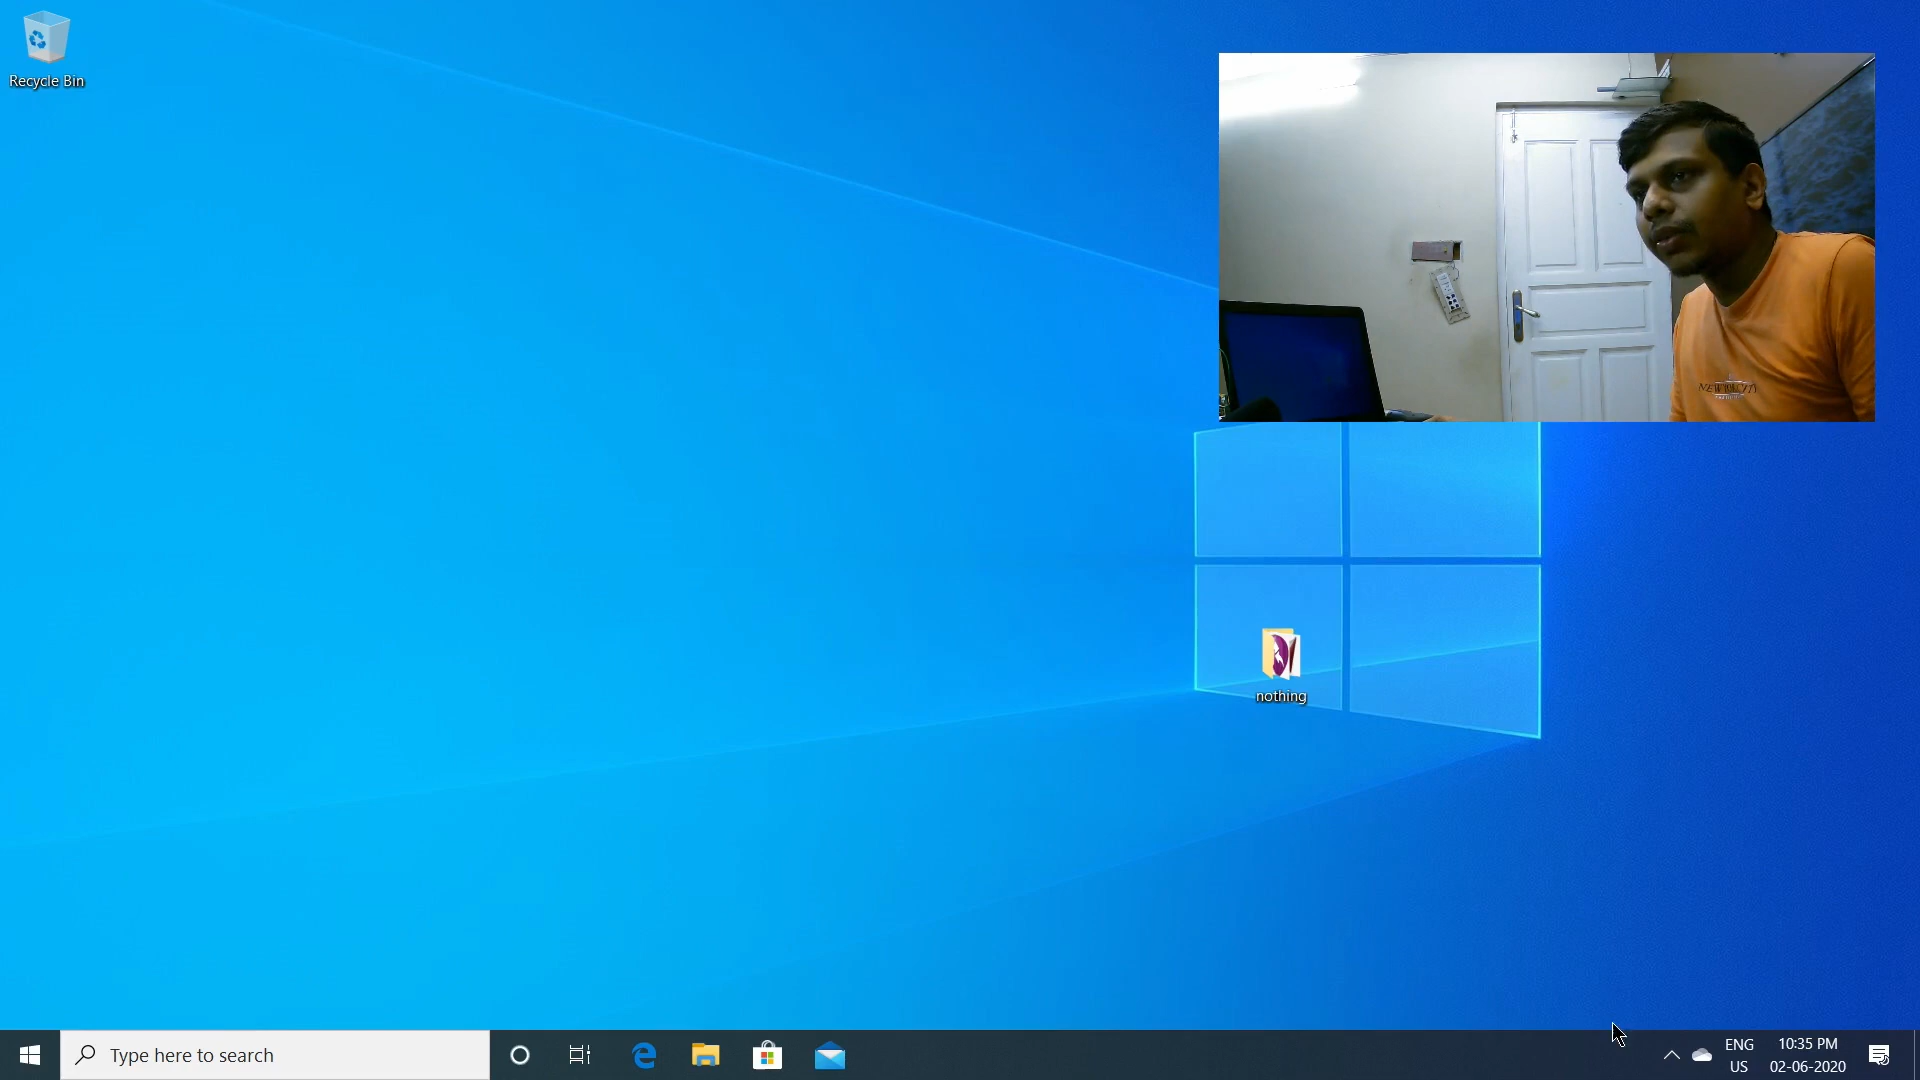 Recycle Bin
nothing
Type here to search
ENG
US
10:35 PM
02-06-2020